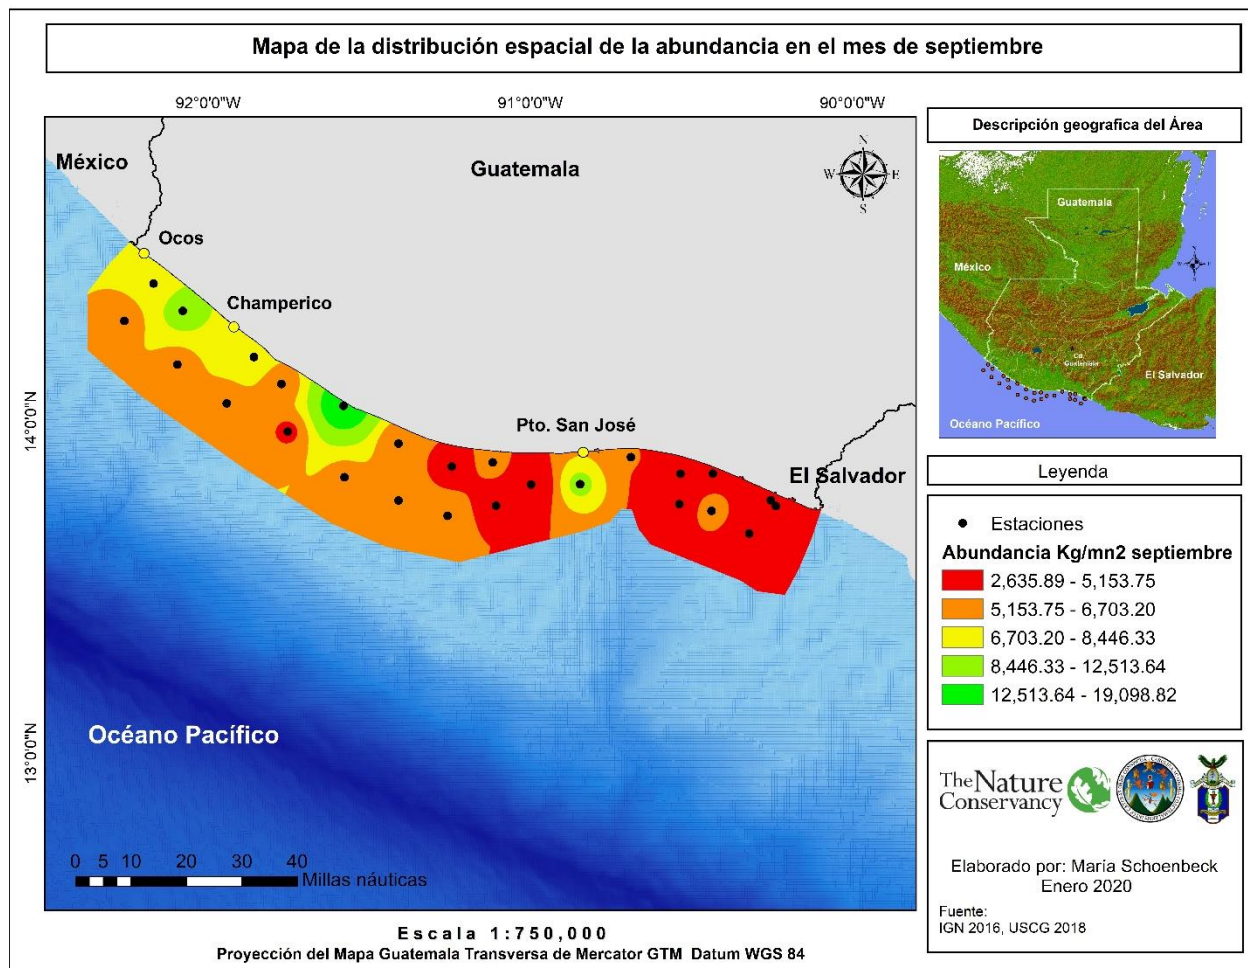 Mapa de la distribución espacial de la abundancia en el mes de septiembre
92°0'0"W
91°0'0"W
90°0'0"W
México
Guatemala
N
W
E
S
Ocos
Champerico
Pto. San José
El Salvador
14°0'0"N
13°0'0"N
Océano Pacífico
0 5 10 20 30 40
Millas náuticas
Escala 1:750,000
Proyección del Mapa Guatemala Transversa de Mercator GTM Datum WGS 84
Descripción geografica del Área
Guatemala
México
Cd.
Guatemala
El Salvador
Océano Pacífico
Leyenda
Estaciones
Abundancia Kg/mn2 septiembre
2,635.89 - 5,153.75
5,153.75 - 6,703.20
6,703.20 - 8,446.33
8,446.33 - 12,513.64
12,513.64 - 19,098.82
The Nature
Conservancy
Elaborado por: María Schoenbeck
Enero 2020
Fuente:
IGN 2016, USCG 2018